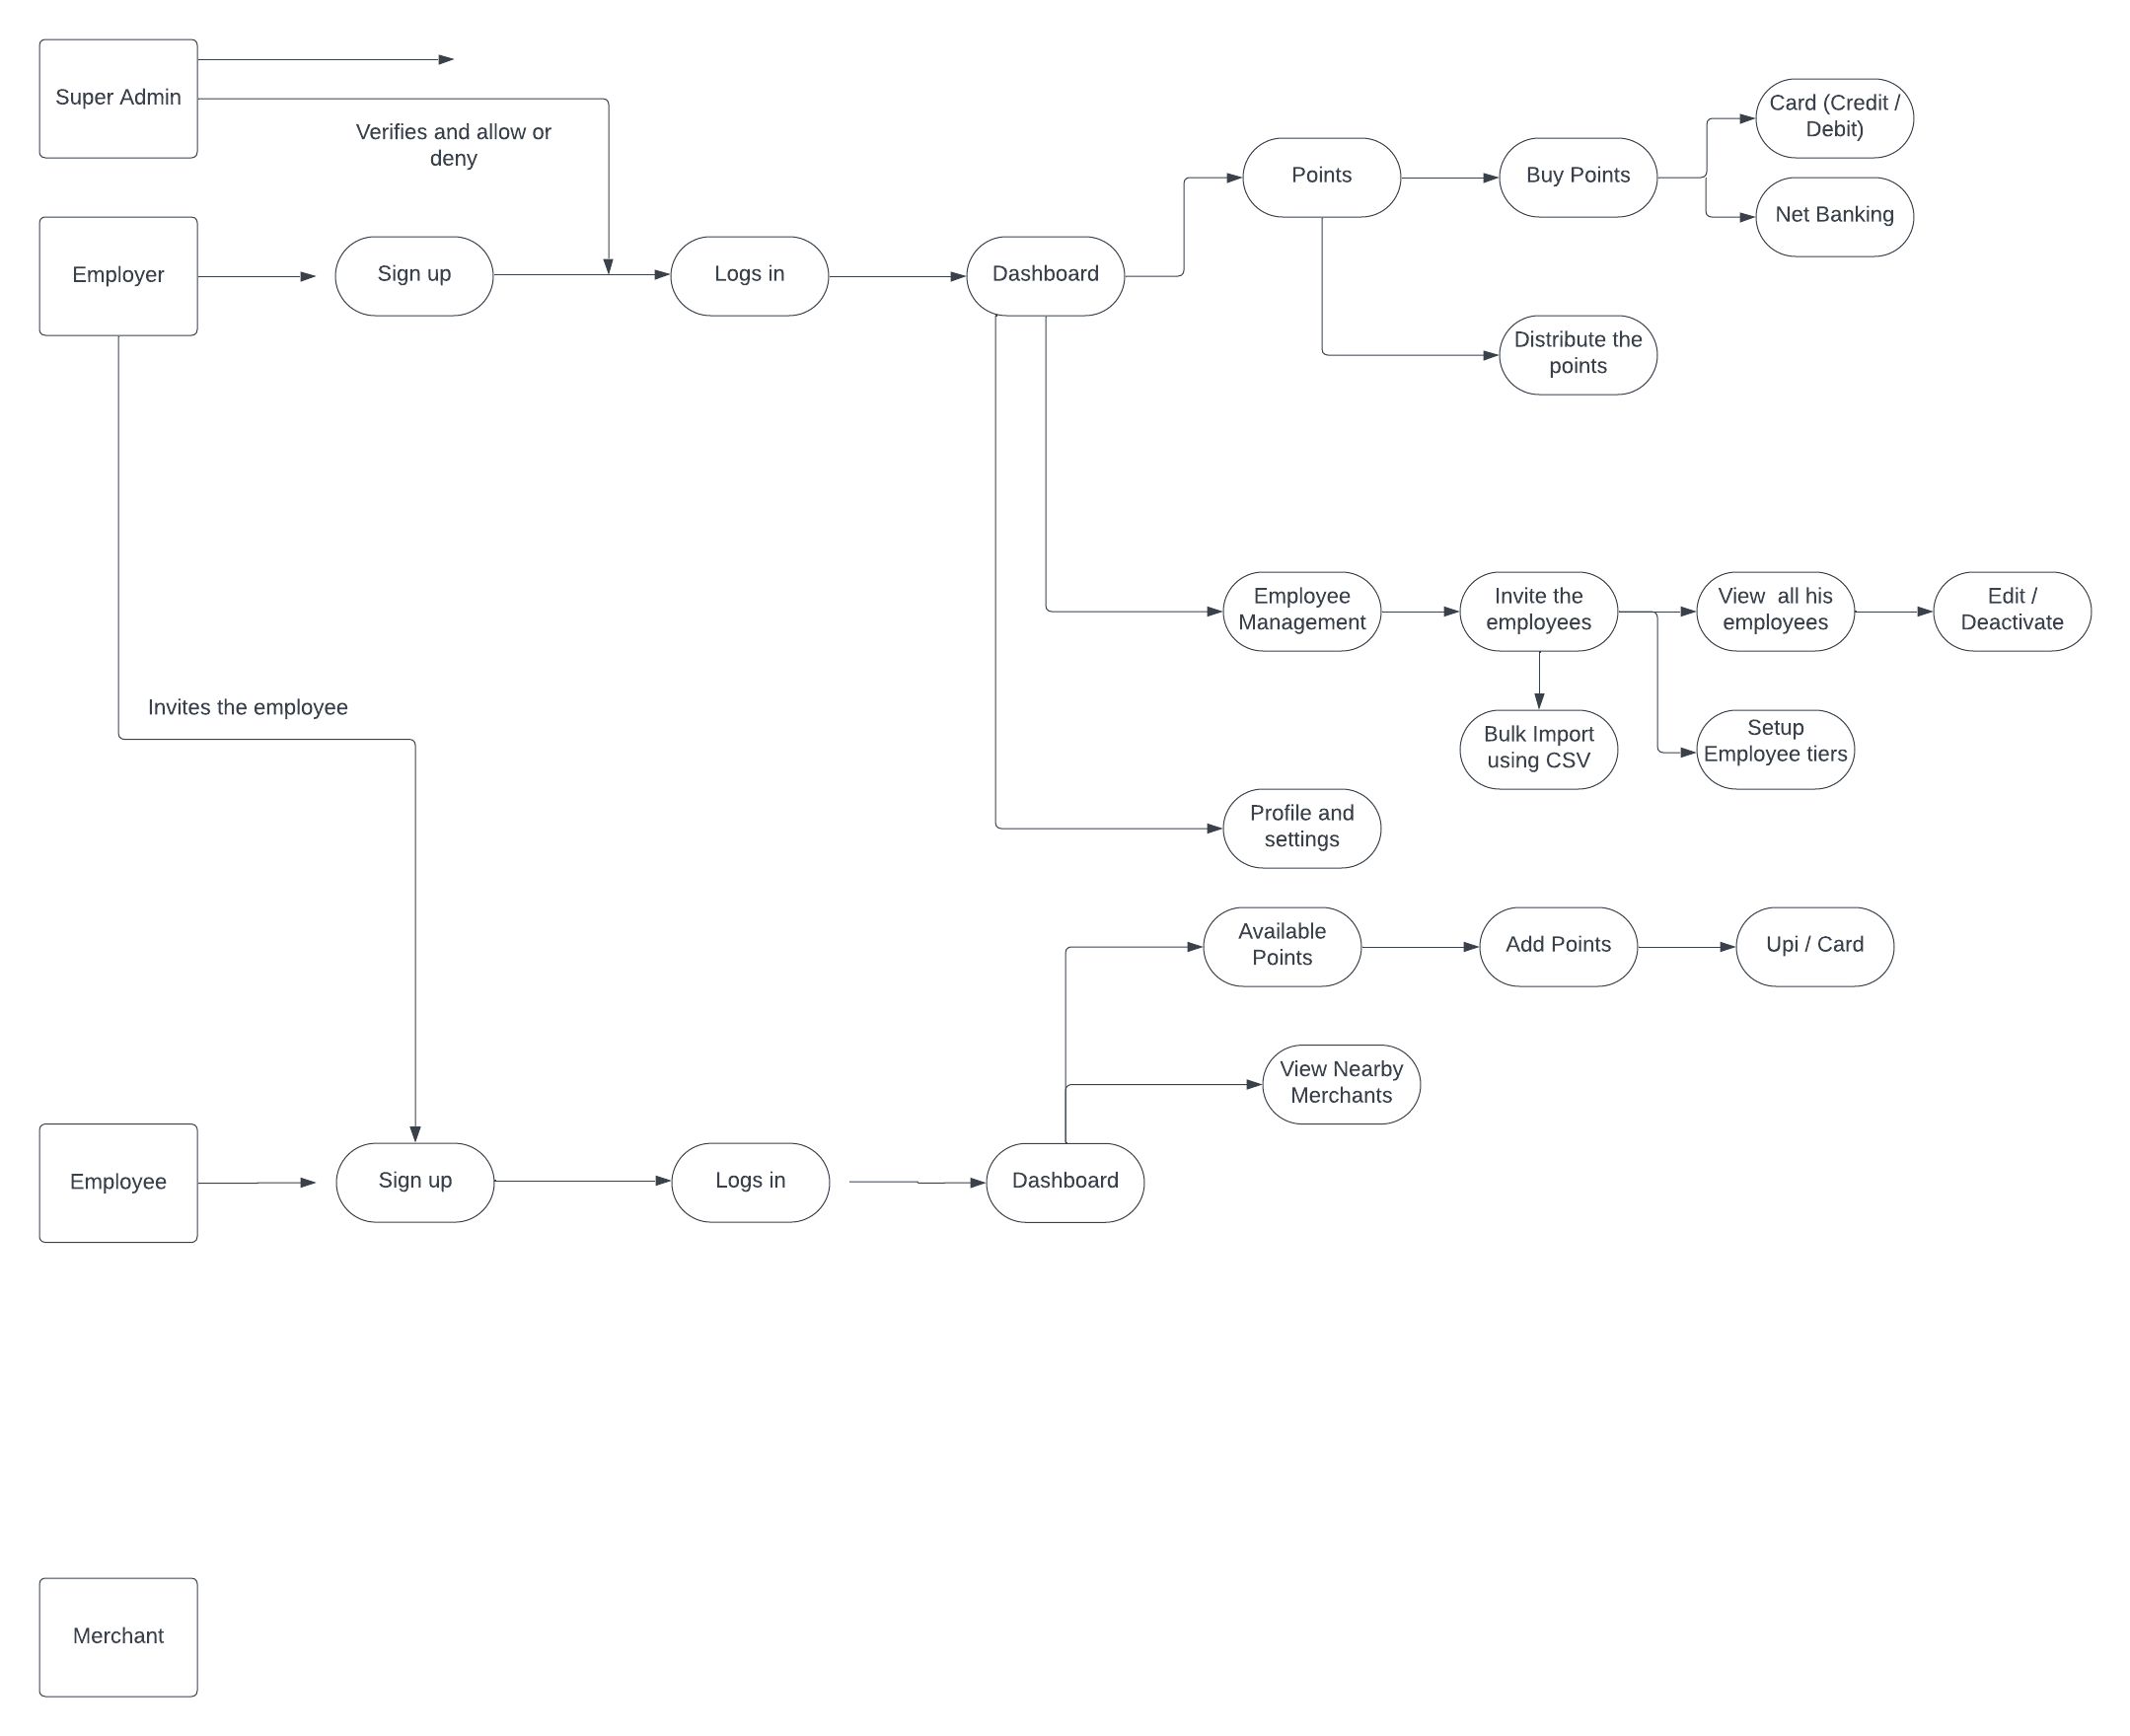 Super Admin
Verifies and allow or
deny
Card (Credit /
Debit)
Points
Buy Points
Net Banking
Employer
Sign up
Logs in
Dashboard
Distribute the
points
Employee
Management
Invite the
employees
View  all his
employees
Edit /
Deactivate
Invites the employee
Bulk Import
using CSV
Setup
Employee tiers
Profile and
settings
Available
Points
Add Points
Upi / Card
View Nearby
Merchants
Employee
Sign up
Logs in
Dashboard
Merchant